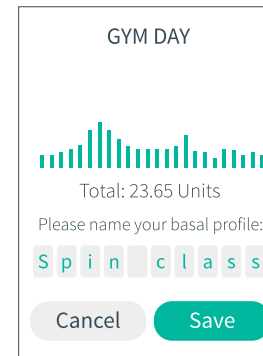 GYM DAY
Total: 23.65 Units
Please name your basal profile:
Spin class
Cancel Save